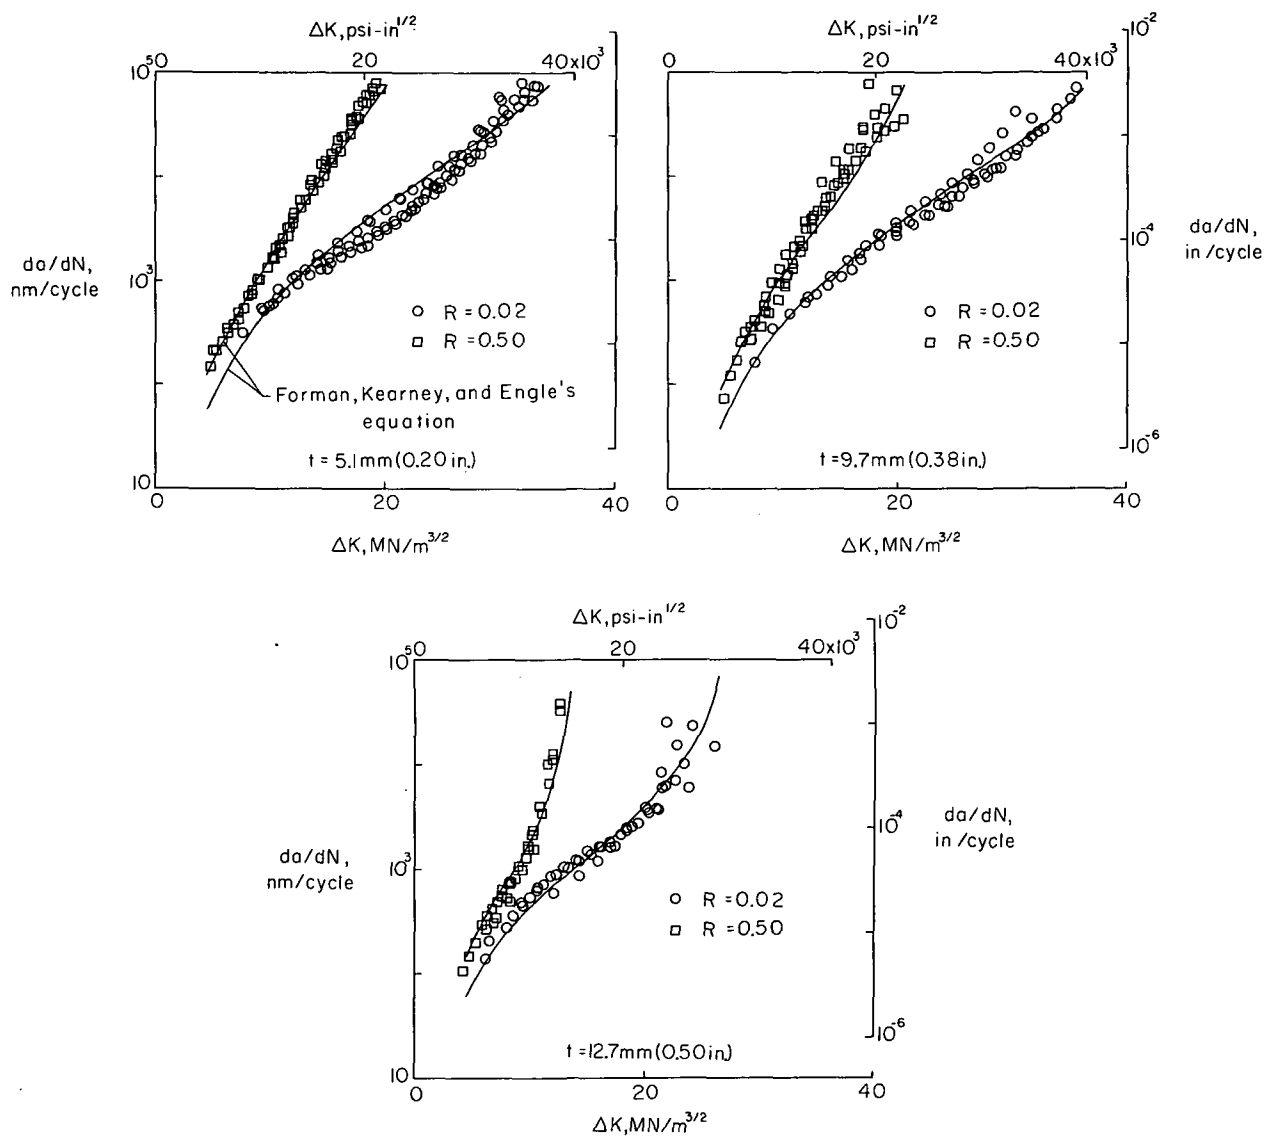 ΔK, psi-in^1/2
0 20 40x10^3
10^5
10^3
10
da/dN,
nm/cycle
○ R = 0.02
□ R = 0.50
Forman, Kearney, and Engle's
equation
t = 5.1mm (0.20 in.)
0 20 40
ΔK, MN/m^3/2
ΔK, psi-in^1/2
0 20 40x10^3
10^-2
10^-4
10^-6
da/dN,
in/cycle
○ R = 0.02
□ R = 0.50
t = 9.7mm (0.38 in.)
0 20 40
ΔK, MN/m^3/2
ΔK, psi-in^1/2
0 20 40x10^3
10^5
10^3
10
da/dN,
nm/cycle
10^-2
10^-4
10^-6
da/dN,
in/cycle
○ R = 0.02
□ R = 0.50
t = 12.7mm (0.50 in.)
0 20 40
ΔK, MN/m^3/2